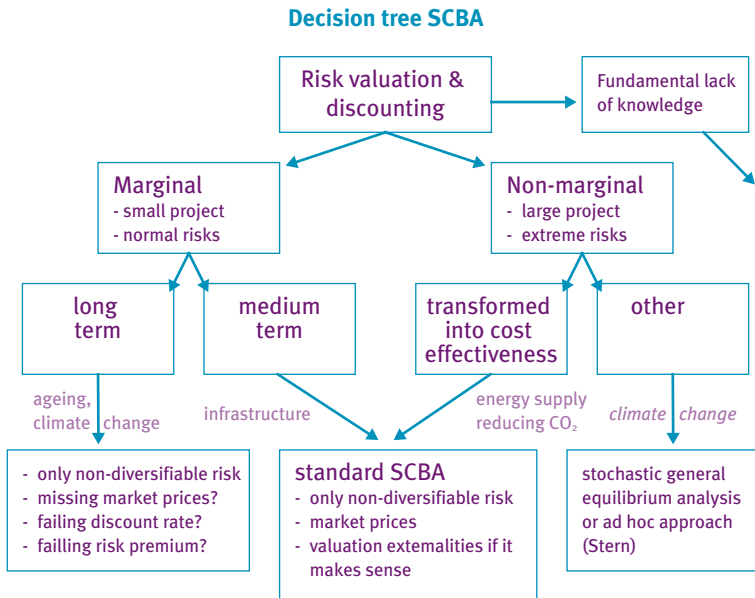 Decision tree SCBA
Risk valuation &
discounting
Fundamental lack
of knowledge
Marginal
- small project
- normal risks
Non-marginal
- large project
- extreme risks
long
term
medium
term
transformed
into cost
effectiveness
other
ageing,
climate change
infrastructure
energy supply
reducing CO₂
climate change
- only non-diversifiable risk
- missing market prices?
- failing discount rate?
- failling risk premium?
standard SCBA
- only non-diversifiable risk
- market prices
- valuation extemalities if it
makes sense
stochastic general
equilibrium analysis
or ad hoc approach
(Stern)